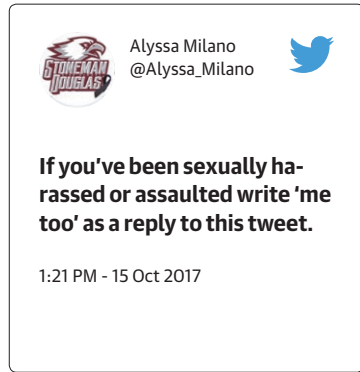 STONEMAN
DOUGLAS
Alyssa Milano
@Alyssa_Milano
If you've been sexually ha-
rassed or assaulted write 'me
too' as a reply to this tweet.
1:21 PM - 15 Oct 2017